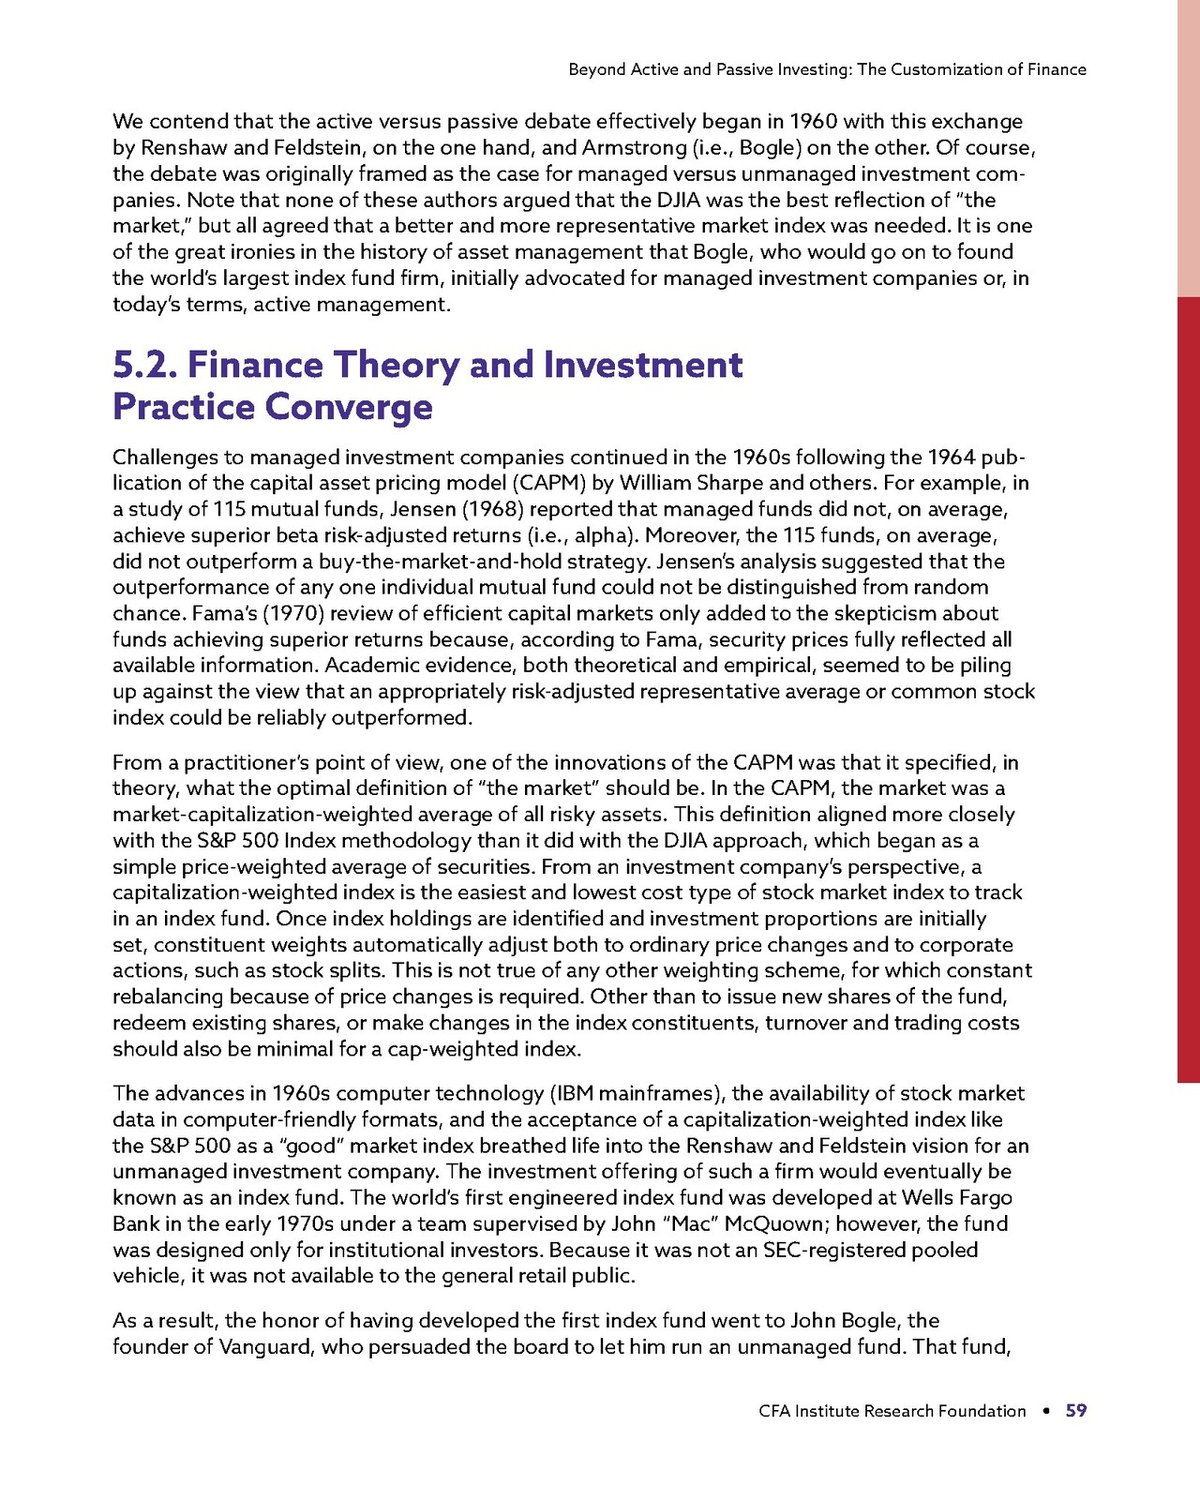 Beyond Active and Passive Investing: The Customization of Finance
We contend that the active versus passive debate effectively began in 1960 with this exchange
by Renshaw and Feldstein, on the one hand, and Armstrong (i.e., Bogle) on the other. Of course,
the debate was originally framed as the case for managed versus unmanaged investment com-
panies. Note that none of these authors argued that the DJIA was the best reflection of “the
market,” but all agreed that a better and more representative market index was needed. It is one
of the great ironies in the history of asset management that Bogle, who would go on to found
the world’s largest index fund firm, initially advocated for managed investment companies or, in
today’s terms, active management.
5.2. Finance Theory and Investment
Practice Converge
Challenges to managed investment companies continued in the 1960s following the 1964 pub-
lication of the capital asset pricing model (CAPM) by William Sharpe and others. For example, in
a study of 115 mutual funds, Jensen (1968) reported that managed funds did not, on average,
achieve superior beta risk-adjusted returns (i.e., alpha). Moreover, the 115 funds, on average,
did not outperform a buy-the-market-and-hold strategy. Jensen’s analysis suggested that the
outperformance of any one individual mutual fund could not be distinguished from random
chance. Fama’s (1970) review of efficient capital markets only added to the skepticism about
funds achieving superior returns because, according to Fama, security prices fully reflected all
available information. Academic evidence, both theoretical and empirical, seemed to be piling
up against the view that an appropriately risk-adjusted representative average or common stock
index could be reliably outperformed.
From a practitioner’s point of view, one of the innovations of the CAPM was that it specified, in
theory, what the optimal definition of “the market” should be. In the CAPM, the market was a
market-capitalization-weighted average of all risky assets. This definition aligned more closely
with the S&P 500 Index methodology than it did with the DJIA approach, which began as a
simple price-weighted average of securities. From an investment company’s perspective, a
capitalization-weighted index is the easiest and lowest cost type of stock market index to track
in an index fund. Once index holdings are identified and investment proportions are initially
set, constituent weights automatically adjust both to ordinary price changes and to corporate
actions, such as stock splits. This is not true of any other weighting scheme, for which constant
rebalancing because of price changes is required. Other than to issue new shares of the fund,
redeem existing shares, or make changes in the index constituents, turnover and trading costs
should also be minimal for a cap-weighted index.
The advances in 1960s computer technology (IBM mainframes), the availability of stock market
data in computer-friendly formats, and the acceptance of a capitalization-weighted index like
the S&P 500 as a “good” market index breathed life into the Renshaw and Feldstein vision for an
unmanaged investment company. The investment offering of such a firm would eventually be
known as an index fund. The world’s first engineered index fund was developed at Wells Fargo
Bank in the early 1970s under a team supervised by John “Mac” McQuown; however, the fund
was designed only for institutional investors. Because it was not an SEC-registered pooled
vehicle, it was not available to the general retail public.
As a result, the honor of having developed the first index fund went to John Bogle, the
founder of Vanguard, who persuaded the board to let him run an unmanaged fund. That fund,
CFA Institute Research Foundation • 59